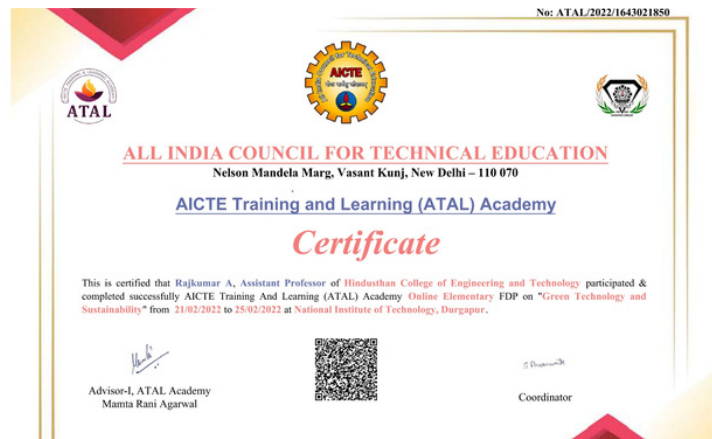 No: ATAL/2022/1643021850
AICTE
ATAL
ALL INDIA COUNCIL FOR TECHNICAL EDUCATION
Nelson Mandela Marg, Vasant Kunj, New Delhi – 110 070
AICTE Training and Learning (ATAL) Academy
Certificate
This is certified that Rajkumar A, Assistant Professor of Hindusthan College of Engineering and Technology participated &
completed successfully AICTE Training And Learning (ATAL) Academy Online Elementary FDP on "Green Technology and
Sustainability" from 21/02/2022 to 25/02/2022 at National Institute of Technology, Durgapur.
Advisor-I, ATAL Academy
Mamta Rani Agarwal
Coordinator